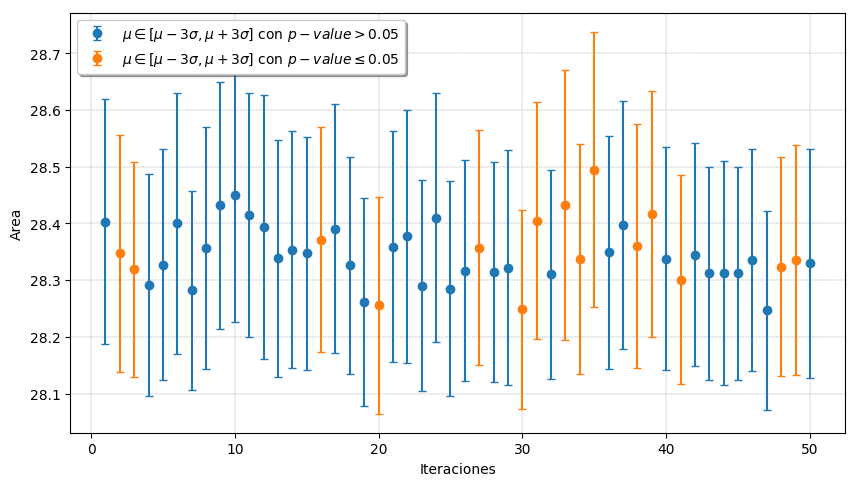 μ ∈ [μ − 3σ, μ + 3σ] con p − value > 0.05
μ ∈ [μ − 3σ, μ + 3σ] con p − value ≤ 0.05
28.7
28.6
28.5
28.4
28.3
28.2
28.1
Area
0 10 20 30 40 50
Iteraciones